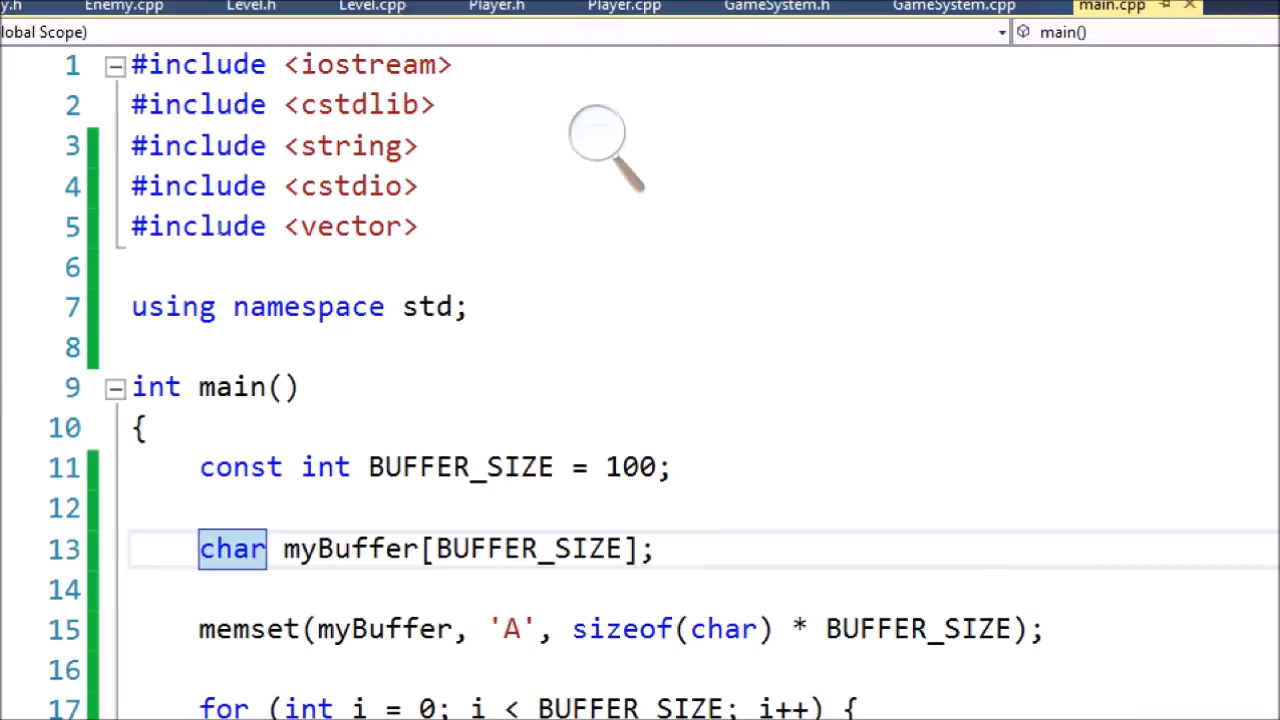 y.h Enemy.cpp Level.h Level.cpp Player.h Player.cpp GameSystem.h GameSystem.cpp main.cpp
lobal Scope) main()
1 #include <iostream>
2 #include <cstdlib>
3 #include <string>
4 #include <cstdio>
5 #include <vector>
6
7 using namespace std;
8
9 int main()
10 {
11 const int BUFFER_SIZE = 100;
12
13 char myBuffer[BUFFER_SIZE];
14
15 memset(myBuffer, 'A', sizeof(char) * BUFFER_SIZE);
16
17 for (int i = 0; i < BUFFER_SIZE; i++) {